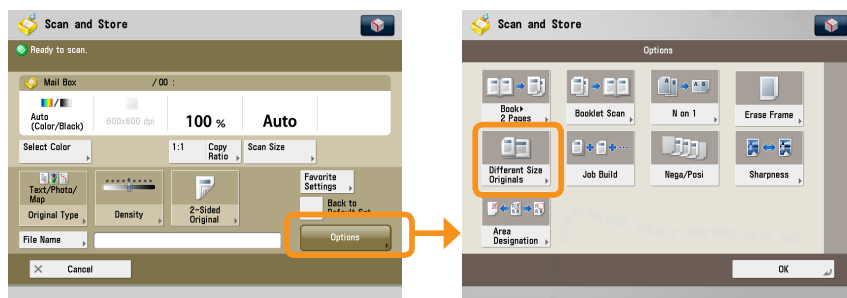 Scan and Store
Ready to scan.
Mail Box /00 :
Auto
(Color/Black)
600x600 dpi
100 %
Auto
Select Color
1:1
Copy
Ratio
Scan Size
Text/Photo/
Map
Original Type
Density
2-Sided
Original
Favorite
Settings
Back to
Default Set.
File Name
Options
Cancel
Scan and Store
Options
Book▸
2 Pages
Booklet Scan
N on 1
Erase Frame
Different Size
Originals
Job Build
Nega/Posi
Sharpness
Area
Designation
OK